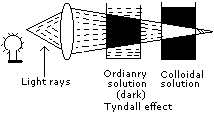 Light rays
Ordianry
solution
(dark)
Colloidal
solution
Tyndall effect